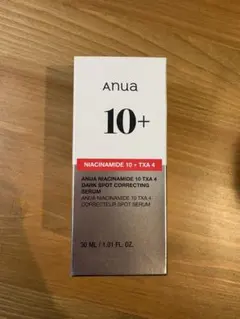 Anua
10+
NIACINAMIDE 10 + TXA 4
ANUA NIACINAMIDE 10 TXA 4
DARK SPOT CORRECTING
SERUM
ANUA NIACINAMIDE 10 TXA 4
CORRECTEUR SPOT SERUM
30 ML / 1.01 FL. OZ.